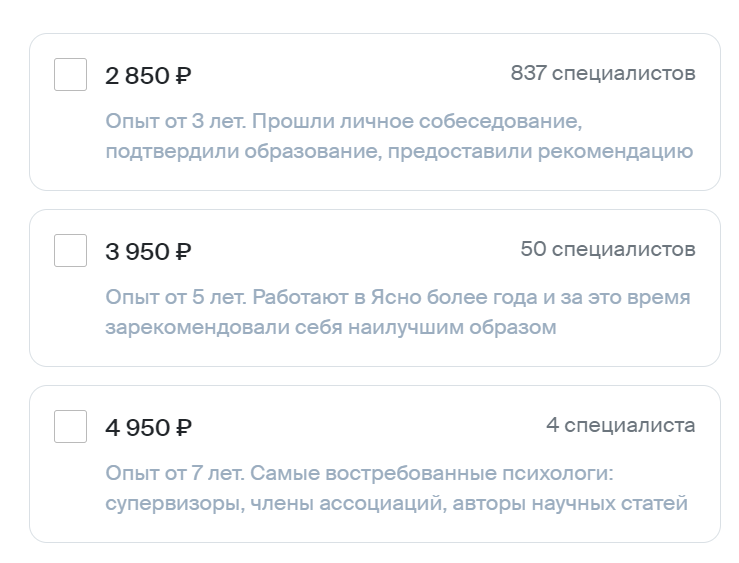 2 850 ₽
837 специалистов
Опыт от 3 лет. Прошли личное собеседование,
подтвердили образование, предоставили рекомендацию
3 950 ₽
50 специалистов
Опыт от 5 лет. Работают в Ясно более года и за это время
зарекомендовали себя наилучшим образом
4 950 ₽
4 специалиста
Опыт от 7 лет. Самые востребованные психологи:
супервизоры, члены ассоциаций, авторы научных статей